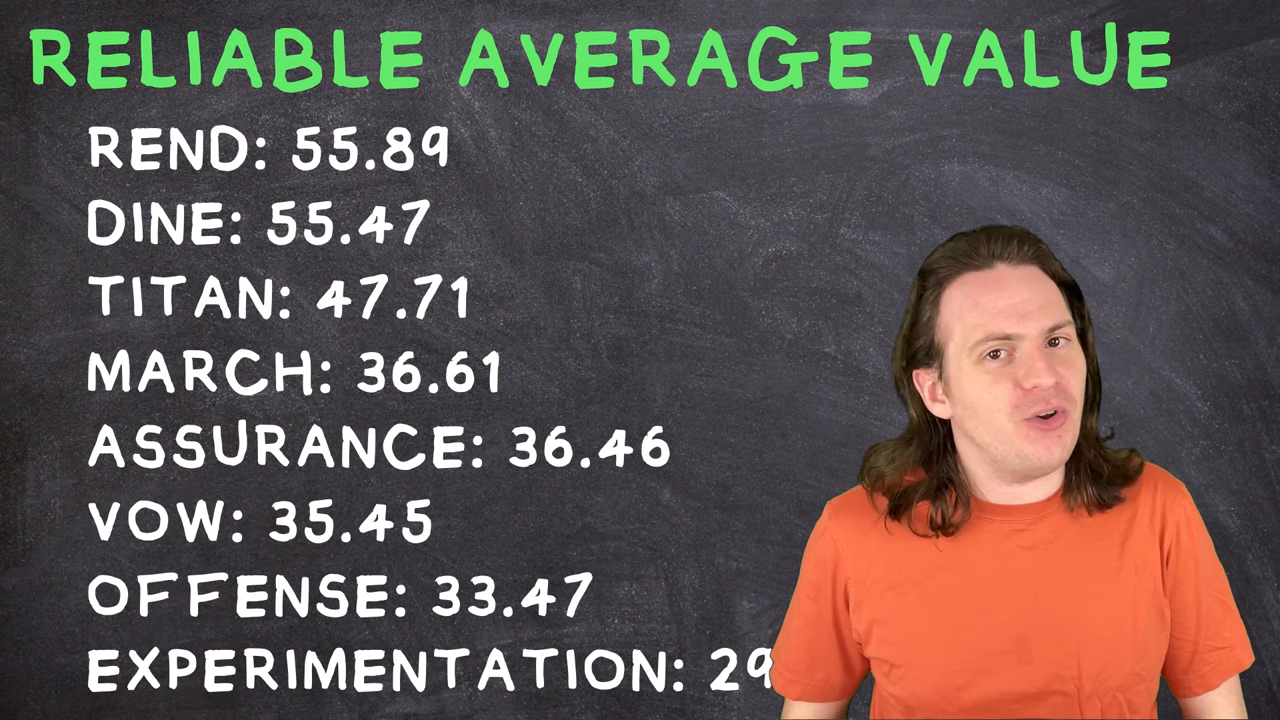 RELIABLE AVERAGE VALUE
REND: 55.89
DINE: 55.47
TITAN: 47.71
MARCH: 36.61
ASSURANCE: 36.46
VOW: 35.45
OFFENSE: 33.47
EXPERIMENTATION: 29